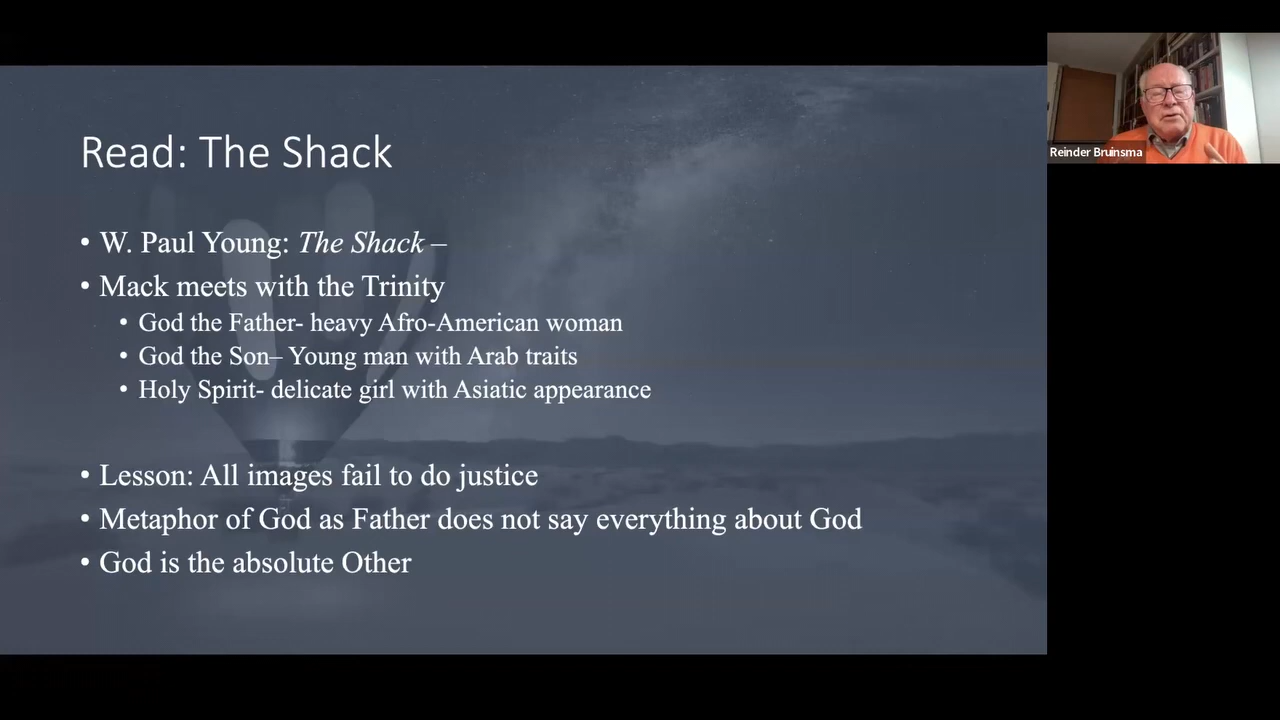 Read: The Shack
• W. Paul Young: The Shack –
• Mack meets with the Trinity
• God the Father- heavy Afro-American woman
• God the Son– Young man with Arab traits
• Holy Spirit- delicate girl with Asiatic appearance
• Lesson: All images fail to do justice
• Metaphor of God as Father does not say everything about God
• God is the absolute Other
Reinder Bruinsma